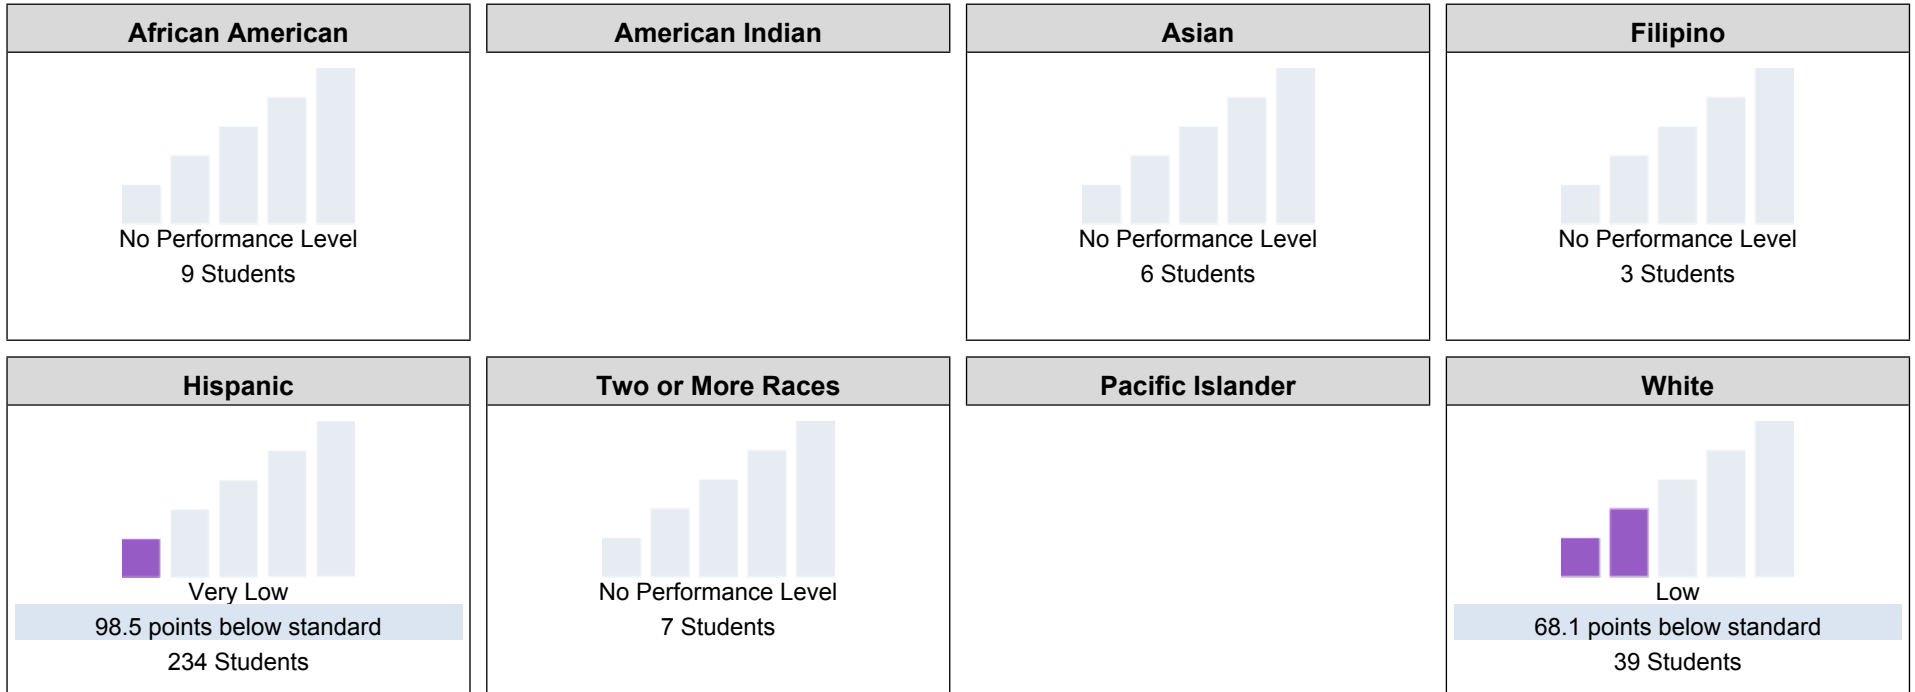 African American
No Performance Level
9 Students
American Indian
Asian
No Performance Level
6 Students
Filipino
No Performance Level
3 Students
Hispanic
Very Low
98.5 points below standard
234 Students
Two or More Races
No Performance Level
7 Students
Pacific Islander
White
Low
68.1 points below standard
39 Students